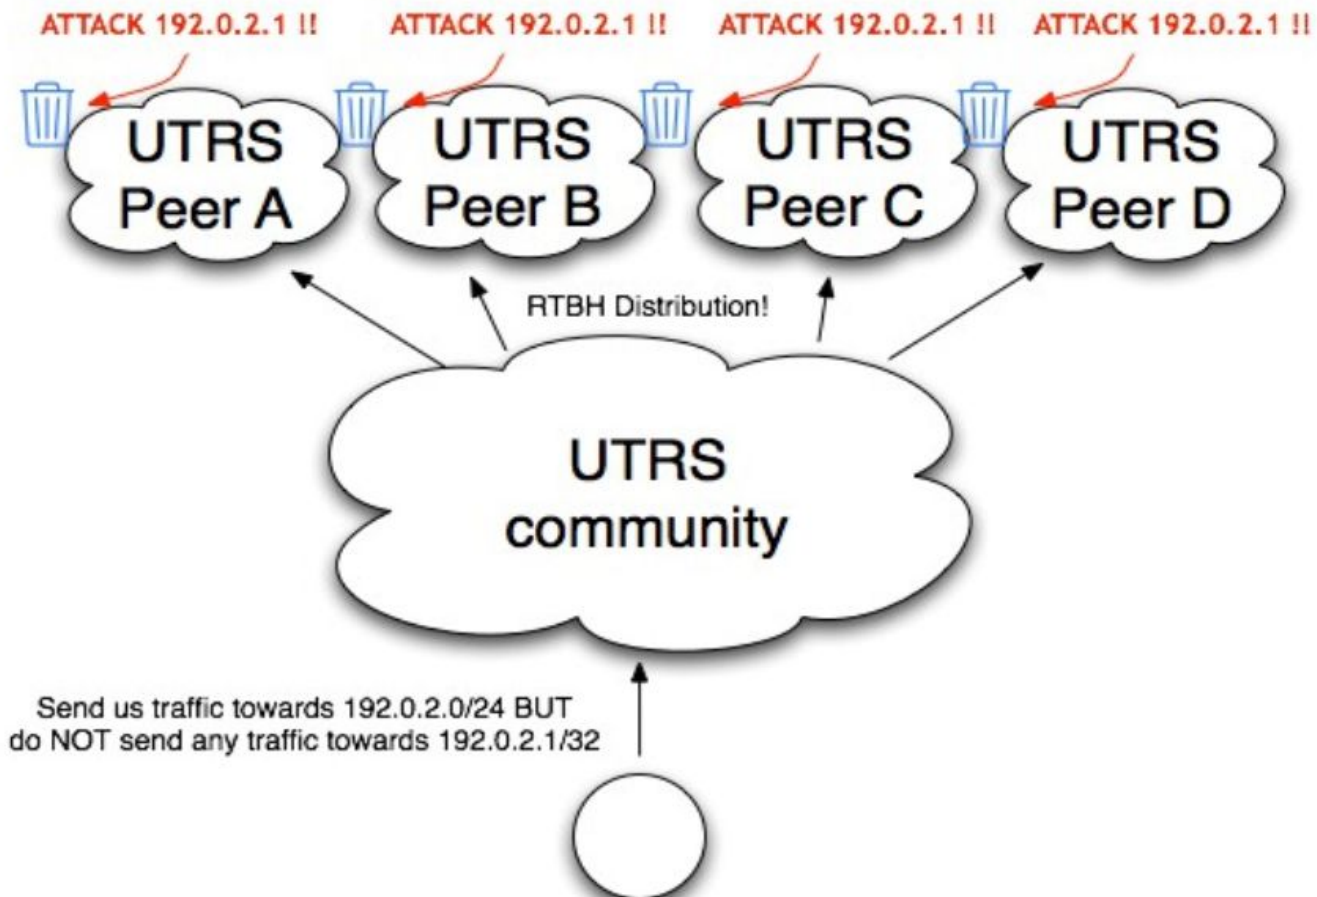 ATTACK 192.0.2.1 !!
ATTACK 192.0.2.1 !!
ATTACK 192.0.2.1 !!
ATTACK 192.0.2.1 !!
UTRS
Peer A
UTRS
Peer B
UTRS
Peer C
UTRS
Peer D
RTBH Distribution!
UTRS
community
Send us traffic towards 192.0.2.0/24 BUT
do NOT send any traffic towards 192.0.2.1/32